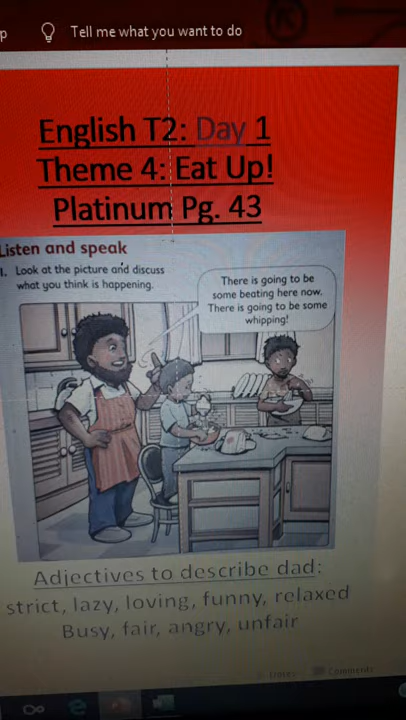 p
Tell me what you want to do
English T2: Day 1
Theme 4: Eat Up!
Platinum Pg. 43
Listen and speak
1. Look at the picture and discuss
what you think is happening.
There is going to be
some beating here now.
There is going to be some
whipping!
Adjectives to describe dad:
strict, lazy, loving, funny, relaxed
Busy, fair, angry, unfair
Notes Comments